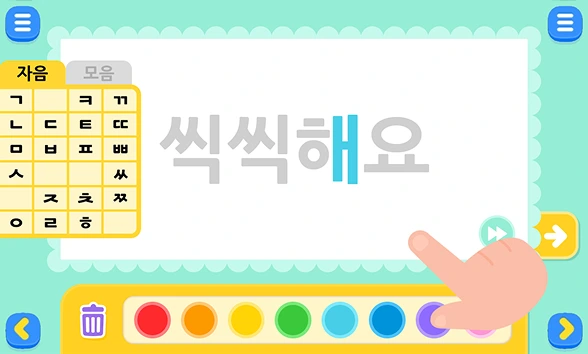 자음 모음
ㄱ ㅋ ㄲ
ㄴ ㄷ ㅌ ㄸ
ㅁ ㅂ ㅍ ㅃ
ㅅ ㅆ
ㅈ ㅊ ㅉ
ㅇ ㄹ ㅎ
씩씩해요